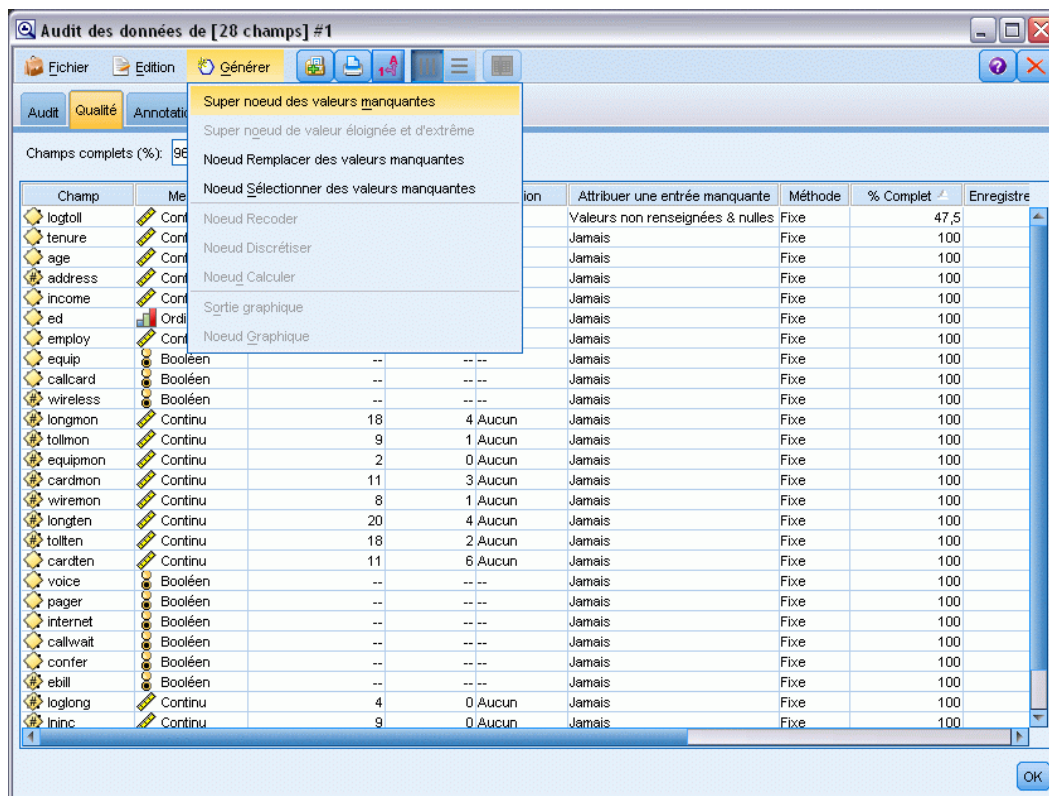 Audit des données de [28 champs] #1
Fichier Edition Générer
Audit Qualité
Super noeud des valeurs manquantes
Super noeud de valeur éloignée et d'extrême
Noeud Remplacer des valeurs manquantes
Noeud Sélectionner des valeurs manquantes
Noeud Recoder
Noeud Discrétiser
Noeud Calculer
Sortie graphique
Noeud Graphique
Champs complets (%): 96
Champ Attribuer une entrée manquante Méthode % Complet
logtoll Valeurs non renseignées & nulles Fixe 47,5
tenure Jamais Fixe 100
age Jamais Fixe 100
address Jamais Fixe 100
income Jamais Fixe 100
ed Jamais Fixe 100
employ Jamais Fixe 100
equip Booléen -- -- -- Jamais Fixe 100
callcard Booléen -- -- -- Jamais Fixe 100
wireless Booléen -- -- -- Jamais Fixe 100
longmon Continu 18 4 Aucun Jamais Fixe 100
tollmon Continu 9 1 Aucun Jamais Fixe 100
equipmon Continu 2 0 Aucun Jamais Fixe 100
cardmon Continu 11 3 Aucun Jamais Fixe 100
wiremon Continu 8 1 Aucun Jamais Fixe 100
longten Continu 20 4 Aucun Jamais Fixe 100
tollten Continu 18 2 Aucun Jamais Fixe 100
cardten Continu 11 6 Aucun Jamais Fixe 100
voice Booléen -- -- -- Jamais Fixe 100
pager Booléen -- -- -- Jamais Fixe 100
internet Booléen -- -- -- Jamais Fixe 100
callwait Booléen -- -- -- Jamais Fixe 100
confer Booléen -- -- -- Jamais Fixe 100
ebill Booléen -- -- -- Jamais Fixe 100
loglong Continu 4 0 Aucun Jamais Fixe 100
lninc Continu 9 0 Aucun Jamais Fixe 100
OK